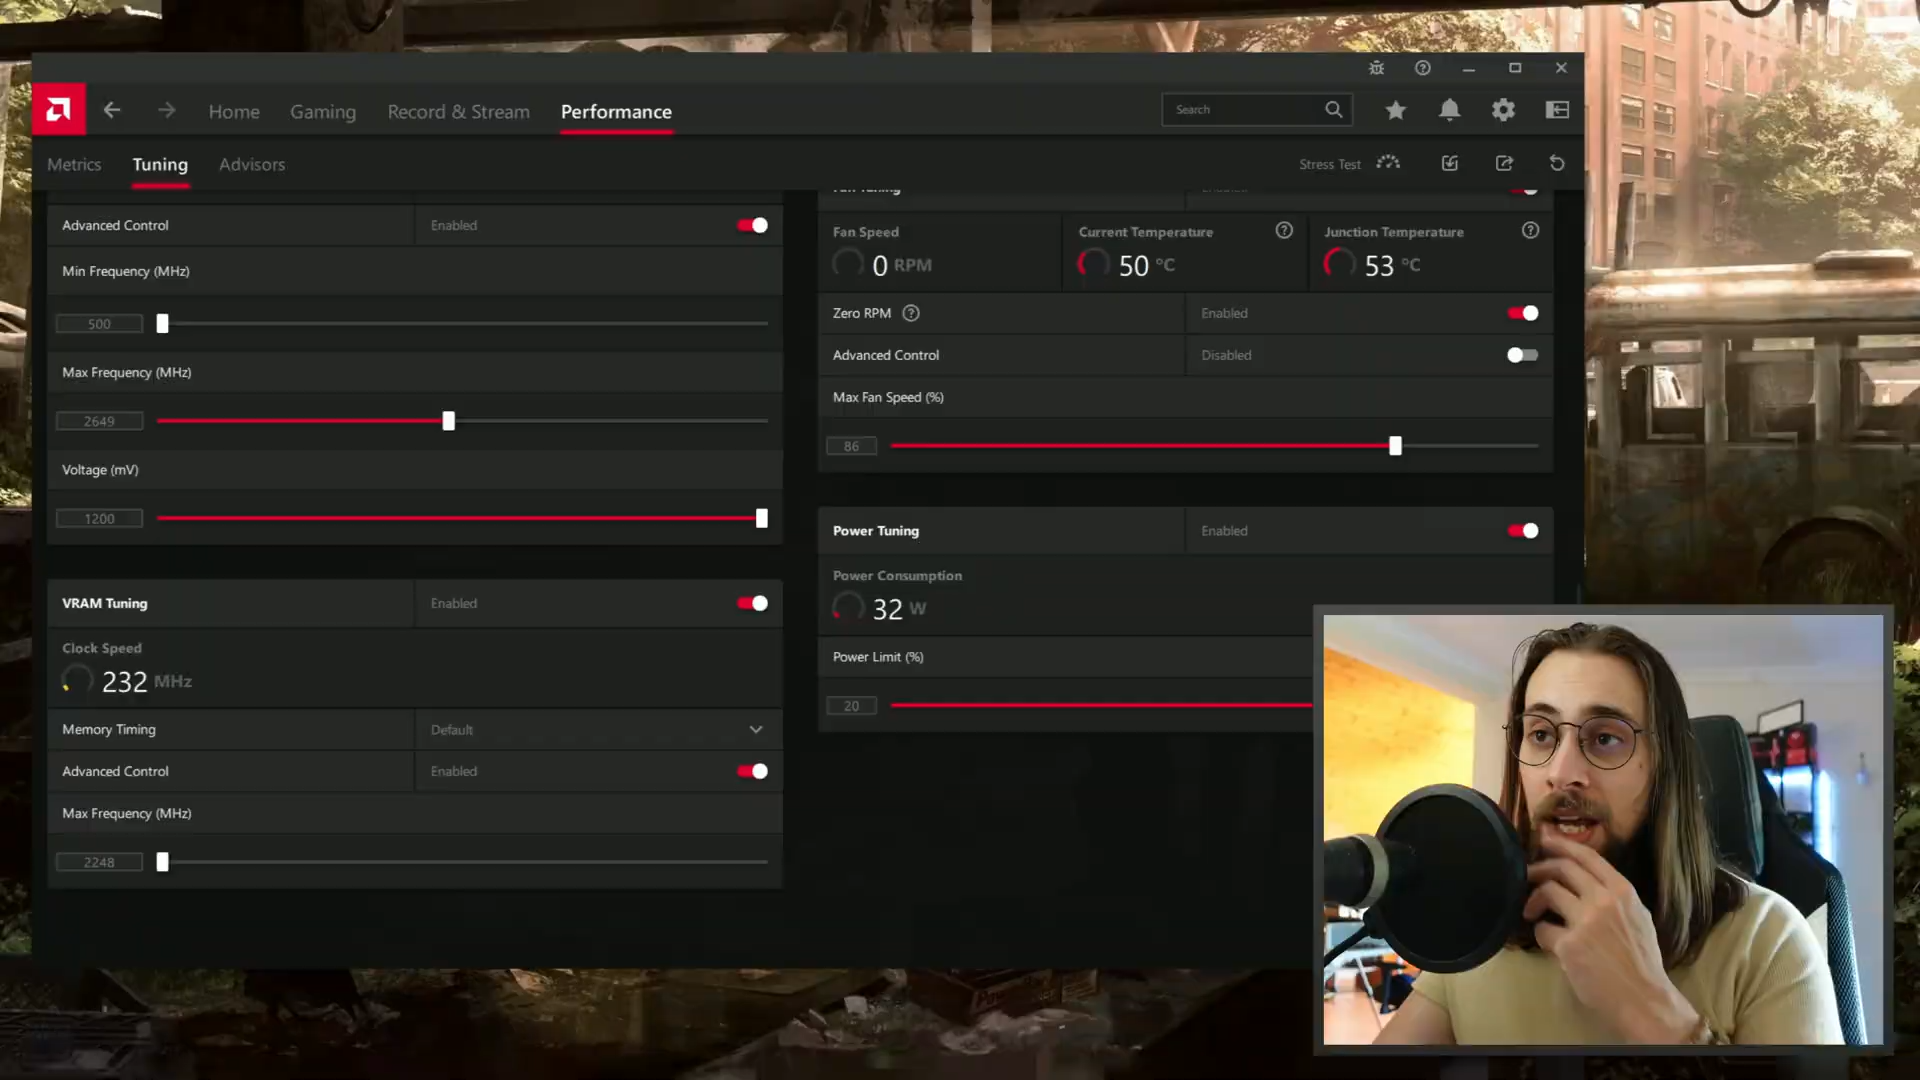 Home Gaming Record & Stream Performance Search
Metrics Tuning Advisors Stress Test
Advanced Control Enabled
Min Frequency (MHz)
500
Max Frequency (MHz)
2649
Voltage (mV)
1200
VRAM Tuning Enabled
Clock Speed
232 MHz
Memory Timing Default
Advanced Control Enabled
Max Frequency (MHz)
2248
Fan Tuning Enabled
Fan Speed Current Temperature Junction Temperature
0 RPM 50 °C 53 °C
Zero RPM Enabled
Advanced Control Disabled
Max Fan Speed (%)
86
Power Tuning Enabled
Power Consumption
32 W
Power Limit (%)
20